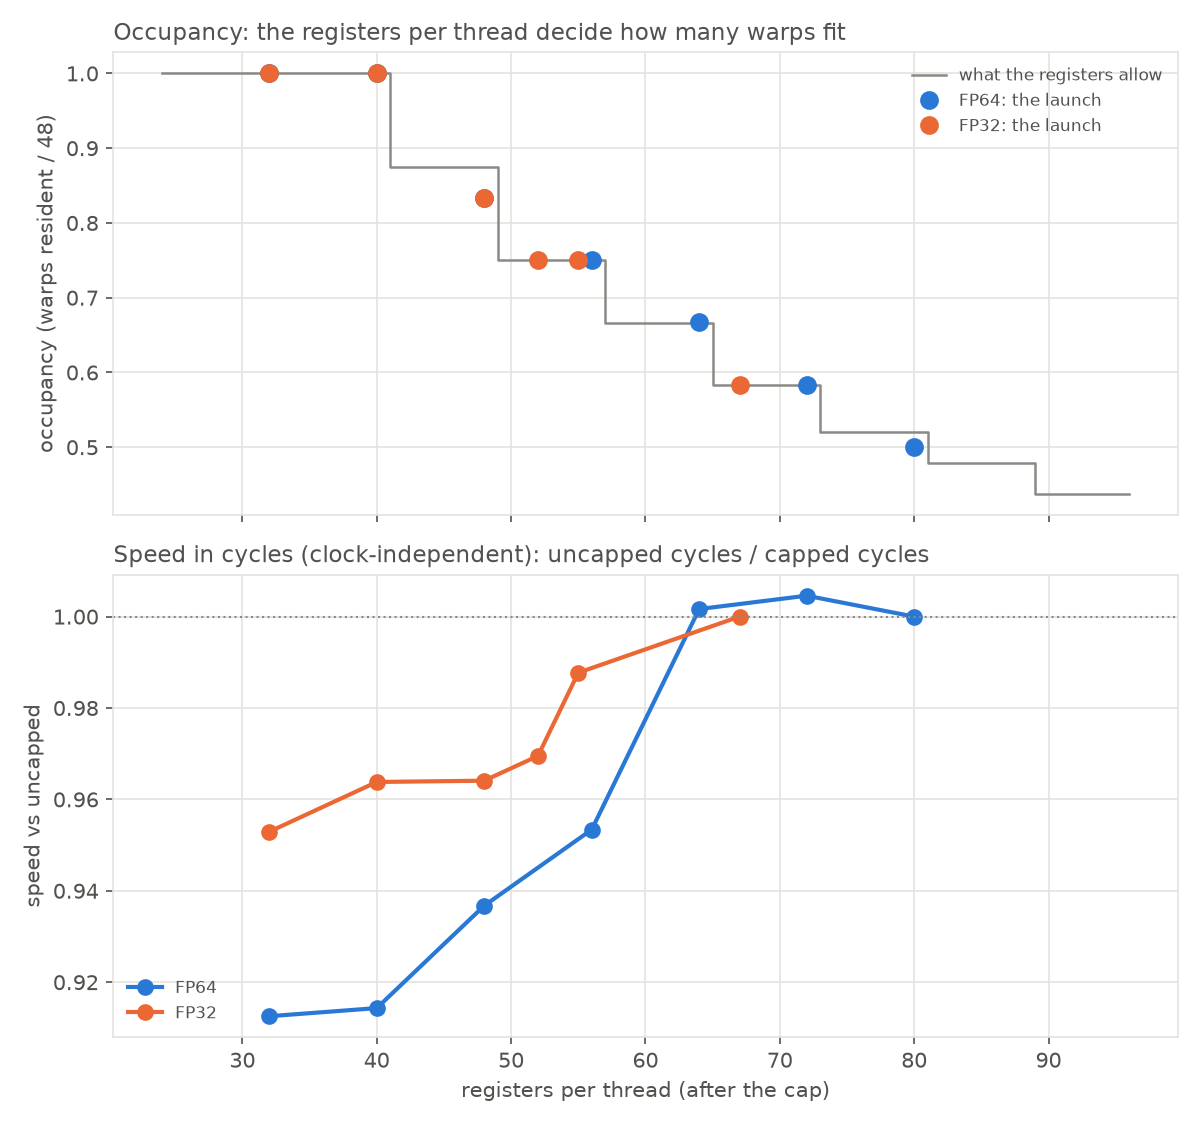 Occupancy: the registers per thread decide how many warps fit
occupancy (warps resident / 48)
1.0
0.9
0.8
0.7
0.6
0.5
what the registers allow
FP64: the launch
FP32: the launch
Speed in cycles (clock-independent): uncapped cycles / capped cycles
speed vs uncapped
1.00
0.98
0.96
0.94
0.92
FP64
FP32
30 40 50 60 70 80 90
registers per thread (after the cap)